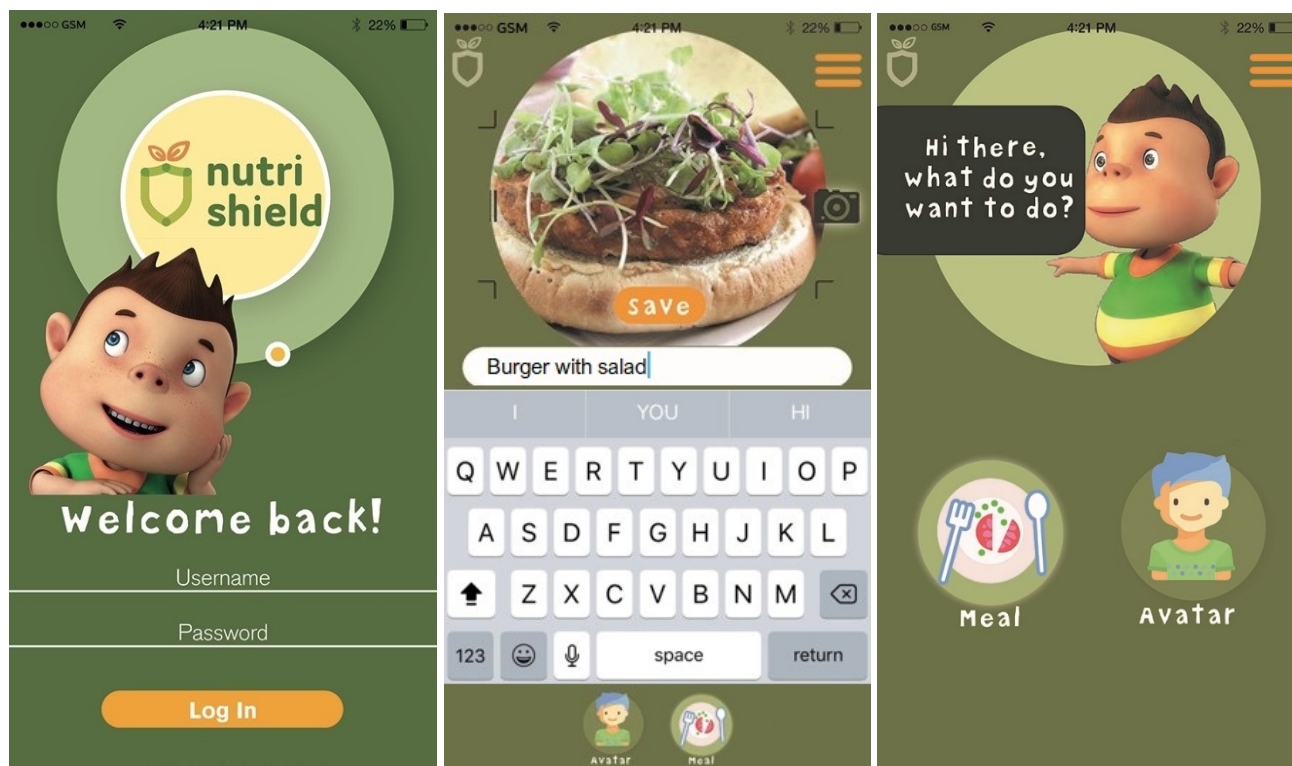 GSM 4:21 PM 22%
nutri
shield
Welcome back!
Username
Password
Log In
GSM 4:21 PM 22%
save
Burger with salad
I YOU HI
Q W E R T Y U I O P
A S D F G H J K L
Z X C V B N M
123 space return
Avatar Meal
GSM 4:21 PM 22%
Hi there,
what do you
want to do?
Meal Avatar